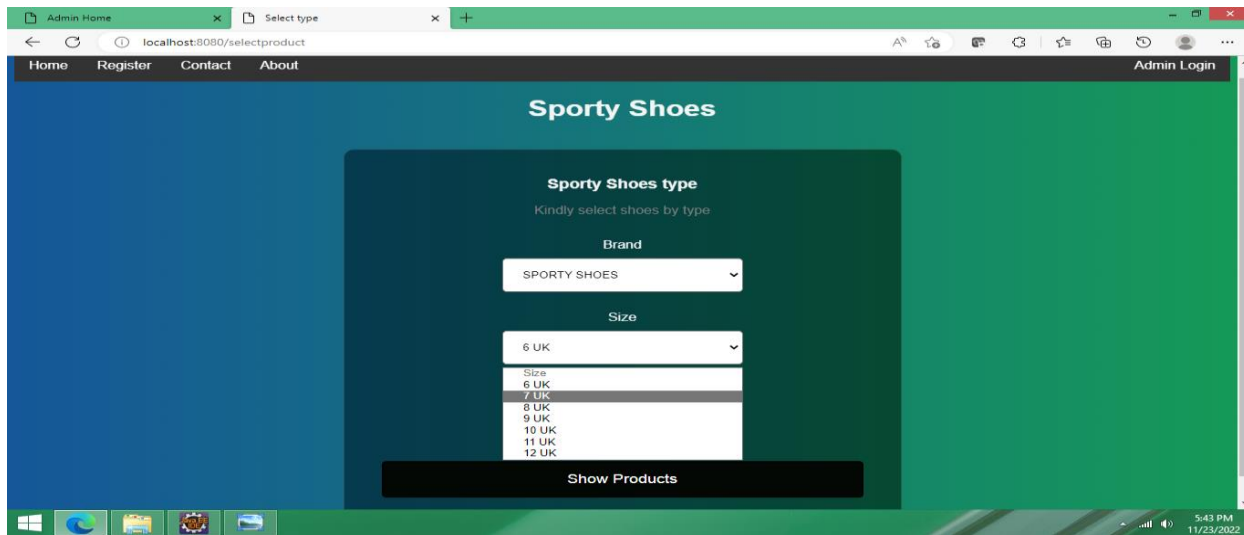 Admin Home
Select type
localhost:8080/selectproduct
Home Register Contact About Admin Login
Sporty Shoes
Sporty Shoes type
Kindly select shoes by type
Brand
SPORTY SHOES
Size
6 UK
Size
6 UK
7 UK
8 UK
9 UK
10 UK
11 UK
12 UK
Show Products
5:43 PM
11/23/2022